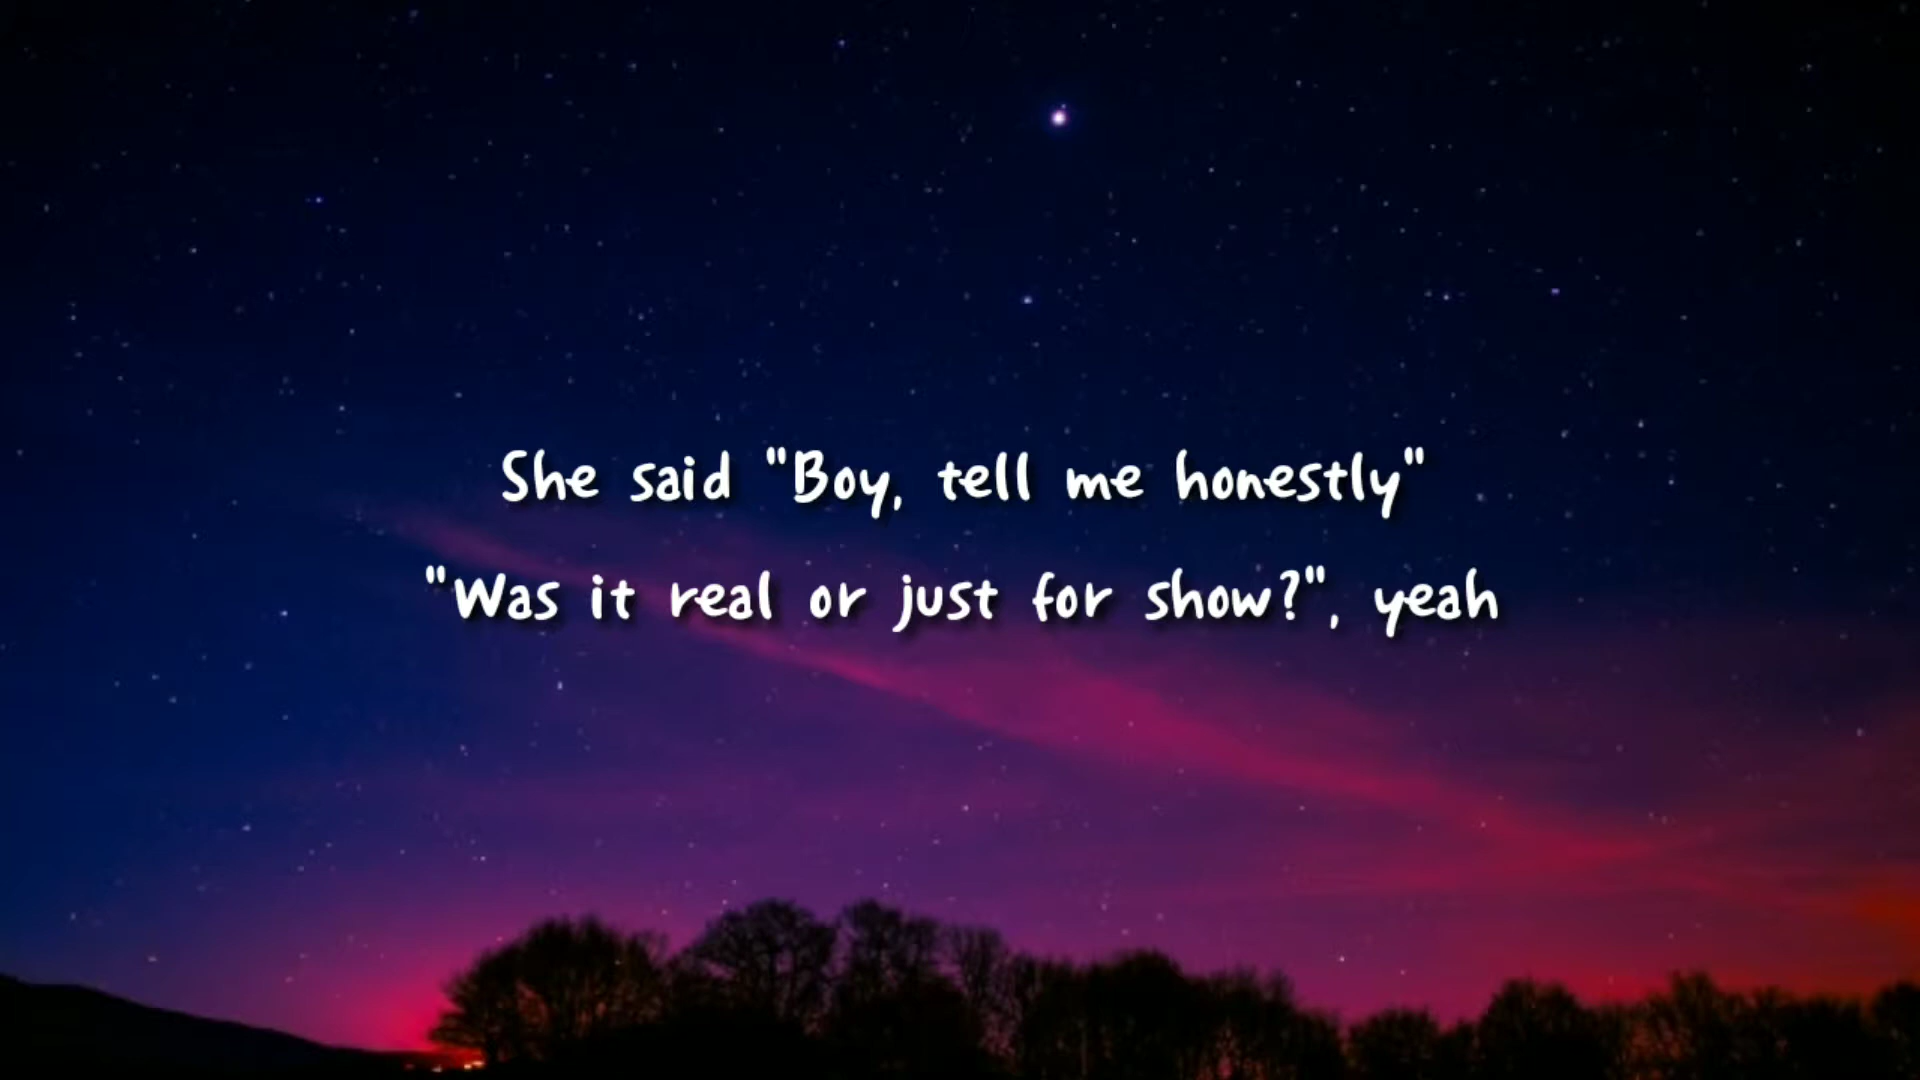 She said "Boy, tell me honestly"
"Was it real or just for show?", yeah